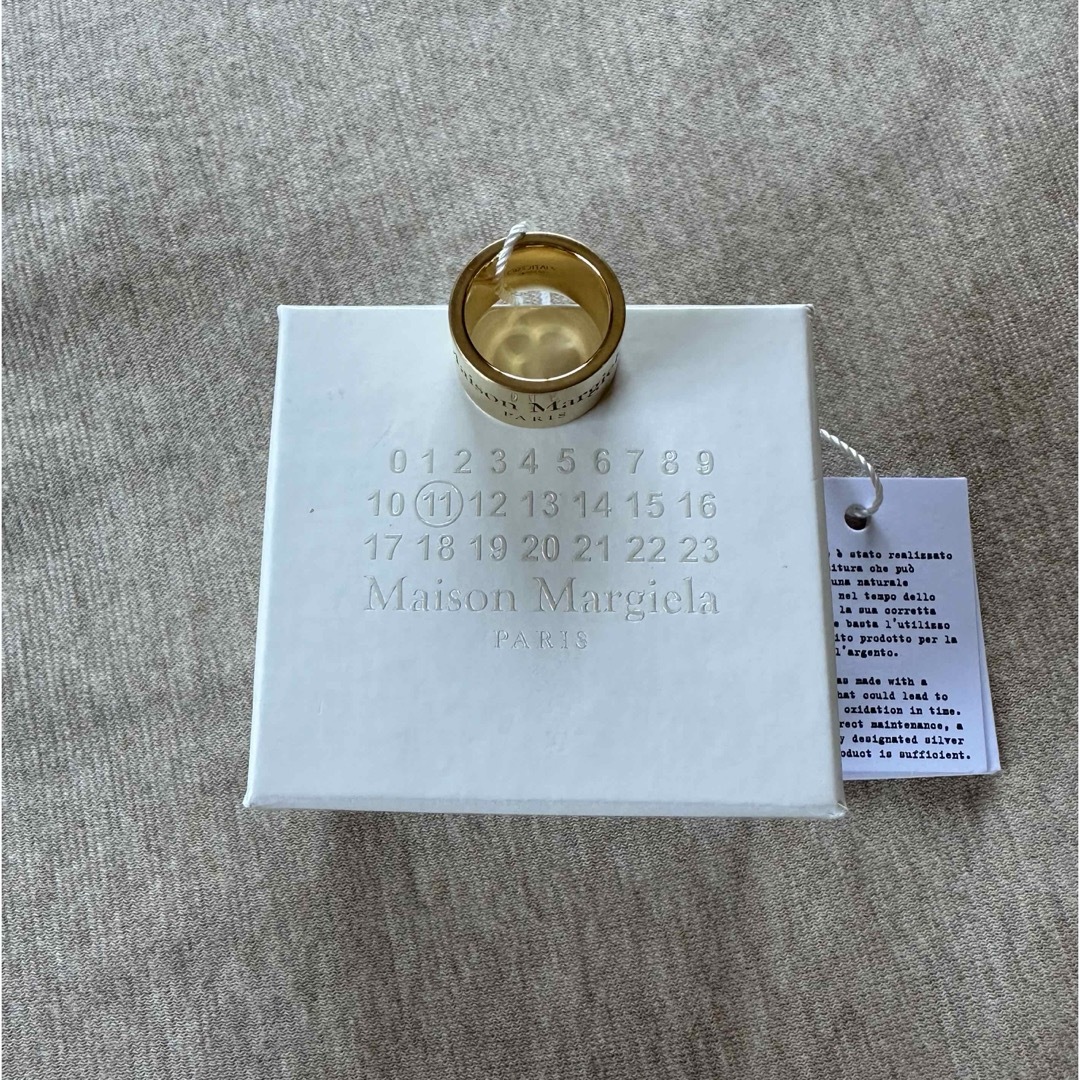 Maison Margiel
PARIS
0 1 2 3 4 5 6 7 8 9
10 11 12 13 14 15 16
17 18 19 20 21 22 23
Maison Margiela
PARIS
è stato realizzato
itura che può
una naturale
nel tempo dello
la sua corretta
e basta l'utilizzo
ito prodotto per la
l'argento.
as made with a
hat could lead to
oxidation in time.
rect maintenance, a
y designated silver
oduct is sufficient.